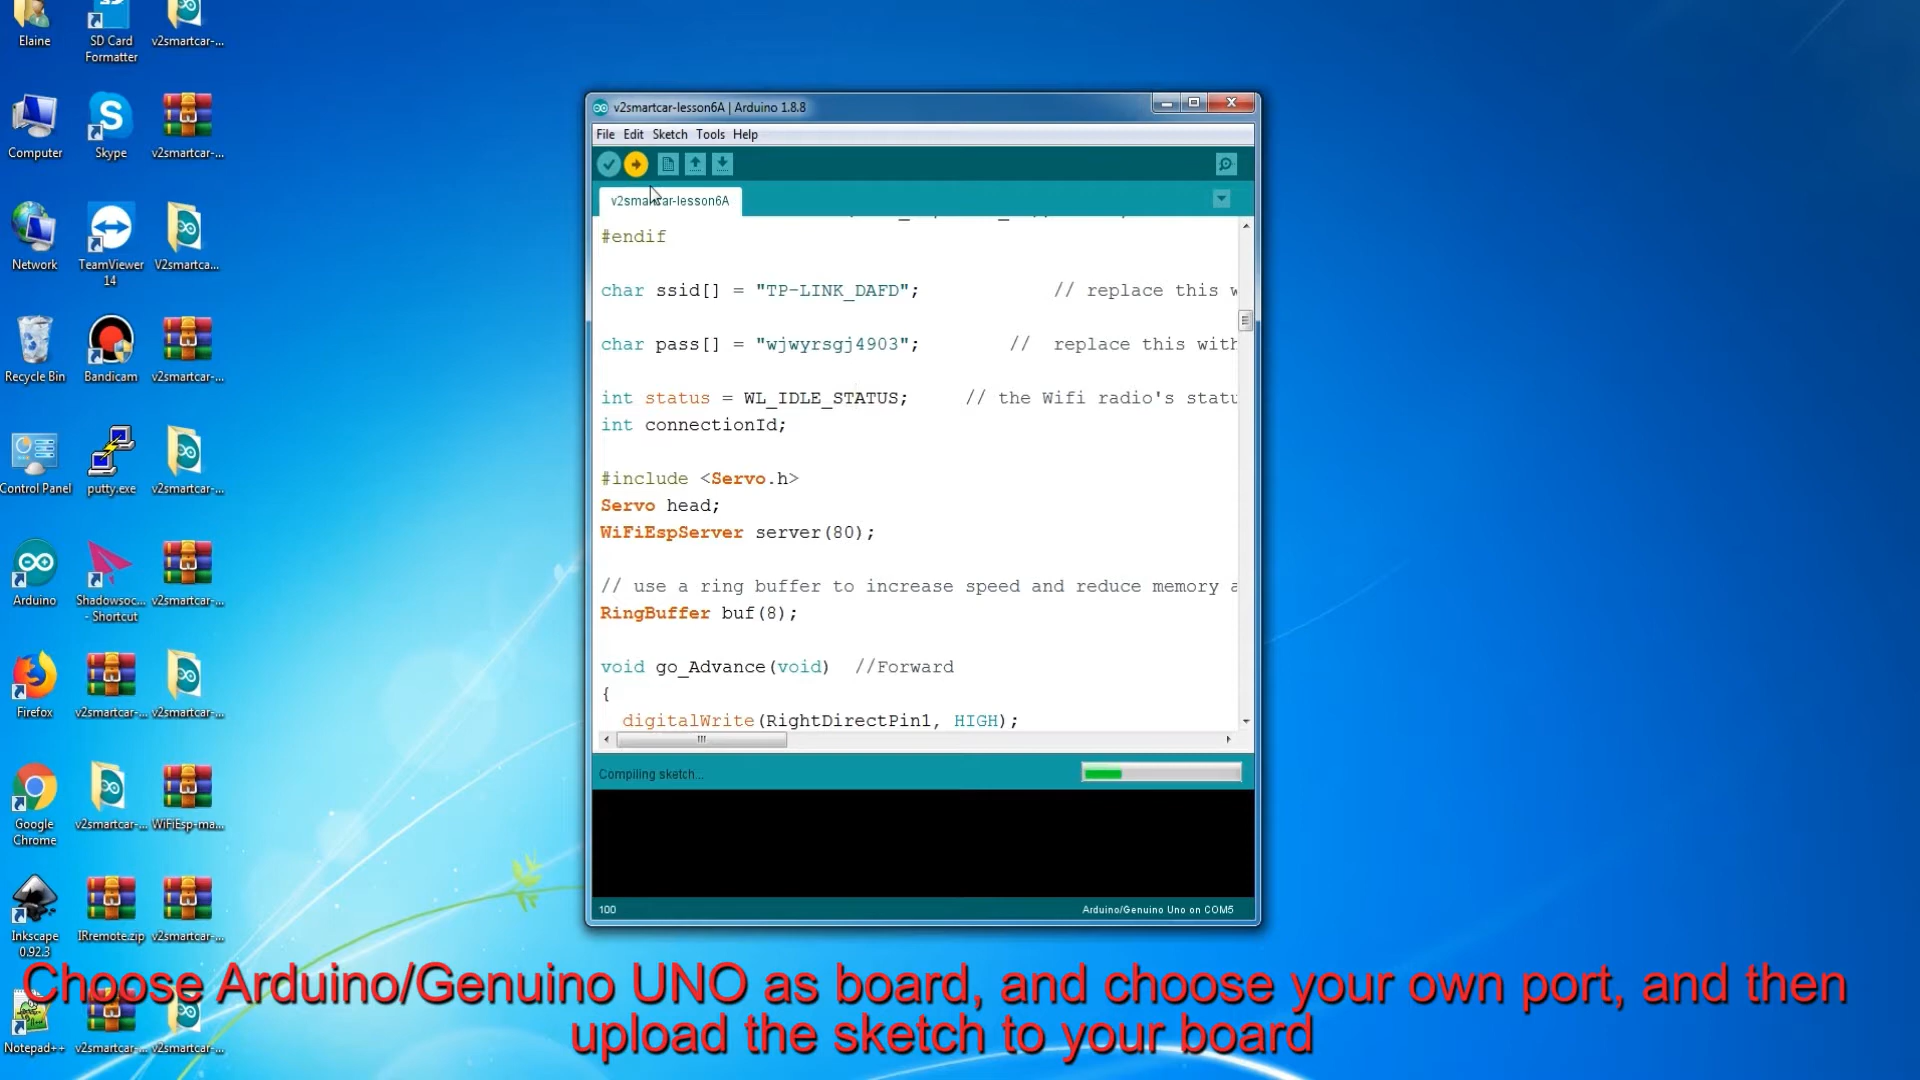 Elaine
SD Card
Formatter
v2smartcar-...
Computer
Skype
v2smartcar-...
Network
TeamViewer
14
V2smartca...
Recycle Bin
Bandicam
v2smartcar-...
Control Panel
putty.exe
v2smartcar-...
Arduino
Shadowsoc...
- Shortcut
v2smartcar-...
Firefox
v2smartcar-...
v2smartcar-...
Google
Chrome
v2smartcar-...
WiFiEsp-ma...
Inkscape
0.92.3
IRremote.zip
v2smartcar-...
Notepad++
v2smartcar-...
v2smartcar-...
v2smartcar-lesson6A | Arduino 1.8.8
File Edit Sketch Tools Help
v2smartcar-lesson6A
#endif
char ssid[] = "TP-LINK_DAFD"; // replace this w
char pass[] = "wjwyrsgj4903"; // replace this with
int status = WL_IDLE_STATUS; // the Wifi radio's statu
int connectionId;
#include <Servo.h>
Servo head;
WiFiEspServer server(80);
// use a ring buffer to increase speed and reduce memory a
RingBuffer buf(8);
void go_Advance(void) //Forward
{
digitalWrite(RightDirectPin1, HIGH);
Compiling sketch...
100
Arduino/Genuino Uno on COM5
Choose Arduino/Genuino UNO as board, and choose your own port, and then
upload the sketch to your board